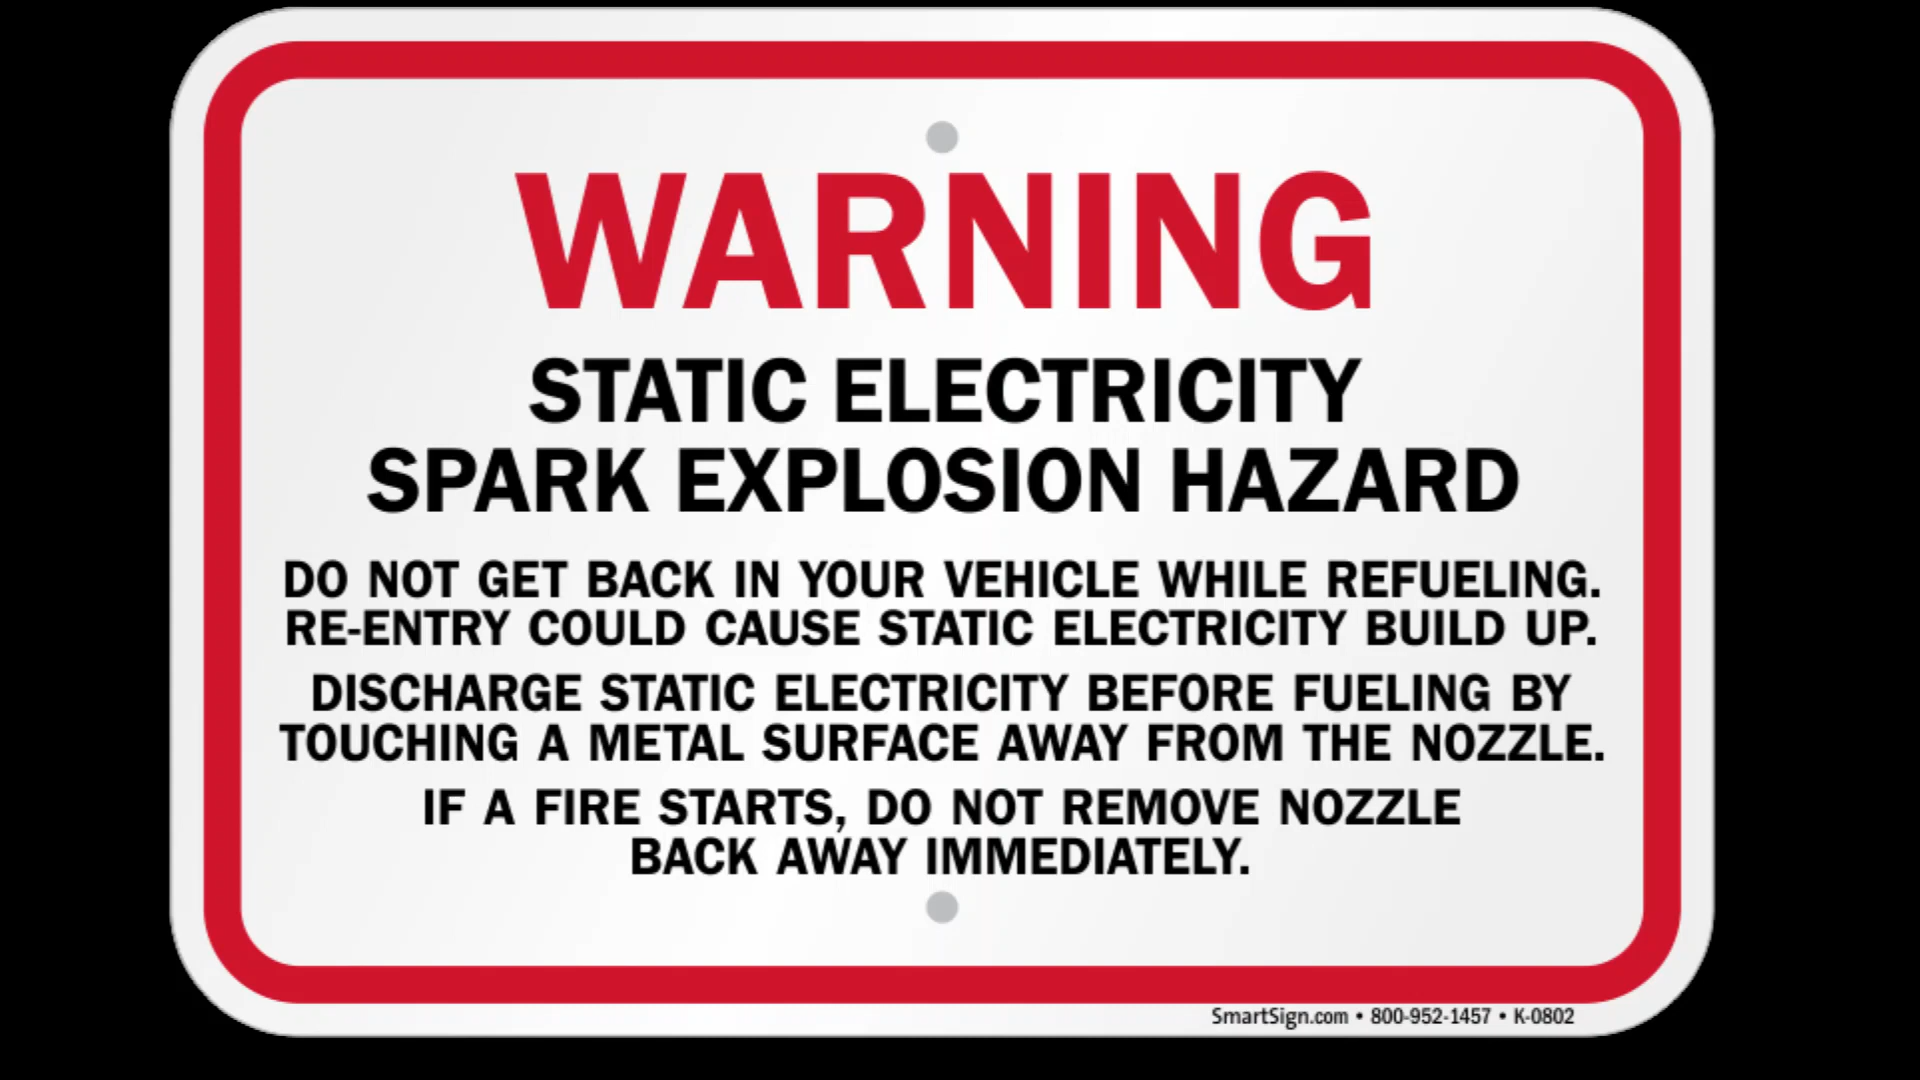 WARNING
STATIC ELECTRICITY
SPARK EXPLOSION HAZARD
DO NOT GET BACK IN YOUR VEHICLE WHILE REFUELING.
RE-ENTRY COULD CAUSE STATIC ELECTRICITY BUILD UP.
DISCHARGE STATIC ELECTRICITY BEFORE FUELING BY
TOUCHING A METAL SURFACE AWAY FROM THE NOZZLE.
IF A FIRE STARTS, DO NOT REMOVE NOZZLE
BACK AWAY IMMEDIATELY.
SmartSign.com • 800-952-1457 • K-0802